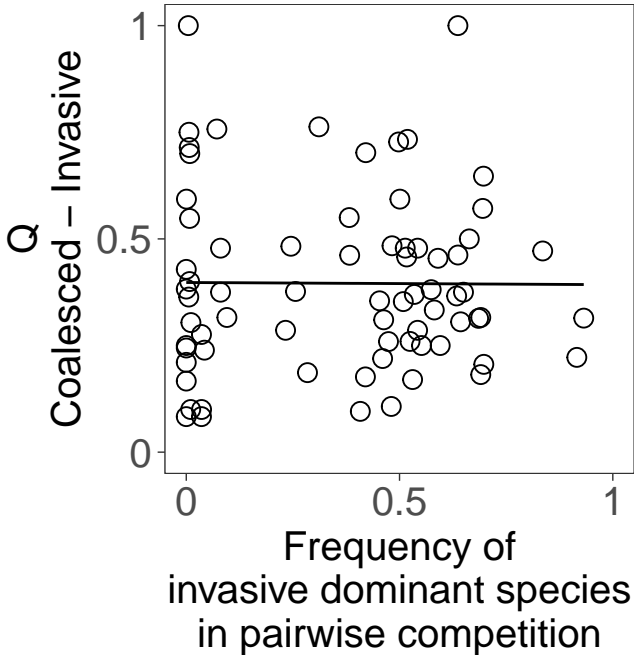 Q
Coalesced – Invasive
1
0.5
0
0
0.5
1
Frequency of
invasive dominant species
in pairwise competition